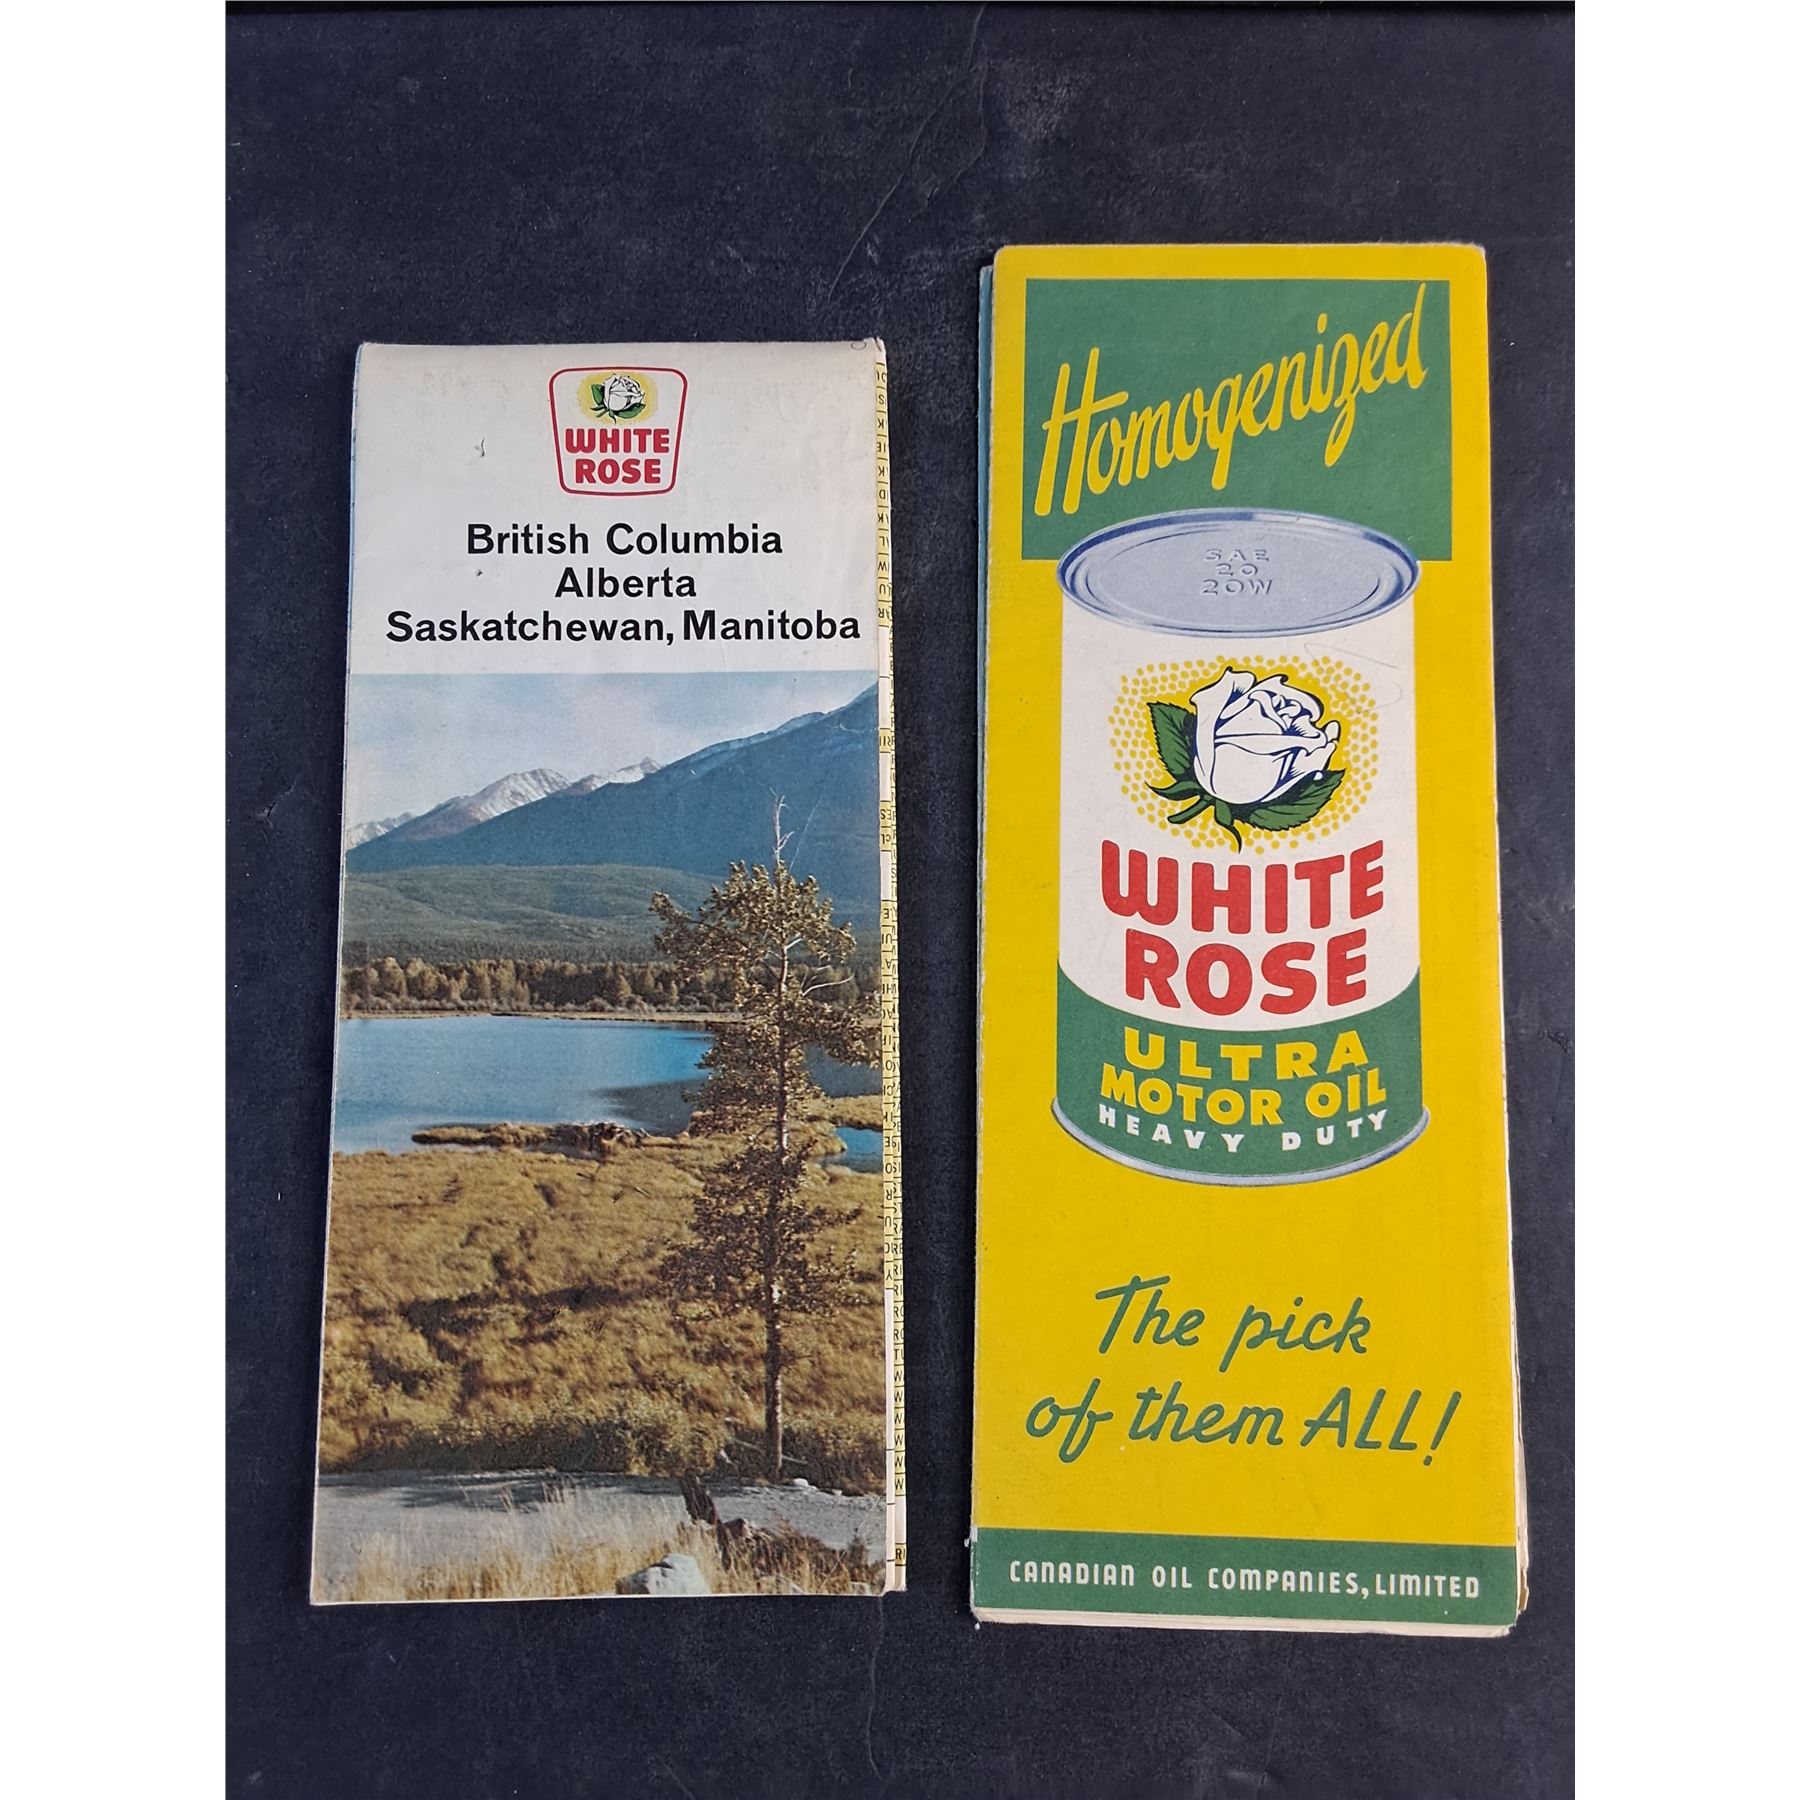 WHITE
ROSE
British Columbia
Alberta
Saskatchewan, Manitoba
Homogenized
SAE
20
20W
WHITE
ROSE
ULTRA
MOTOR OIL
HEAVY DUTY
The pick
of them ALL!
CANADIAN OIL COMPANIES, LIMITED